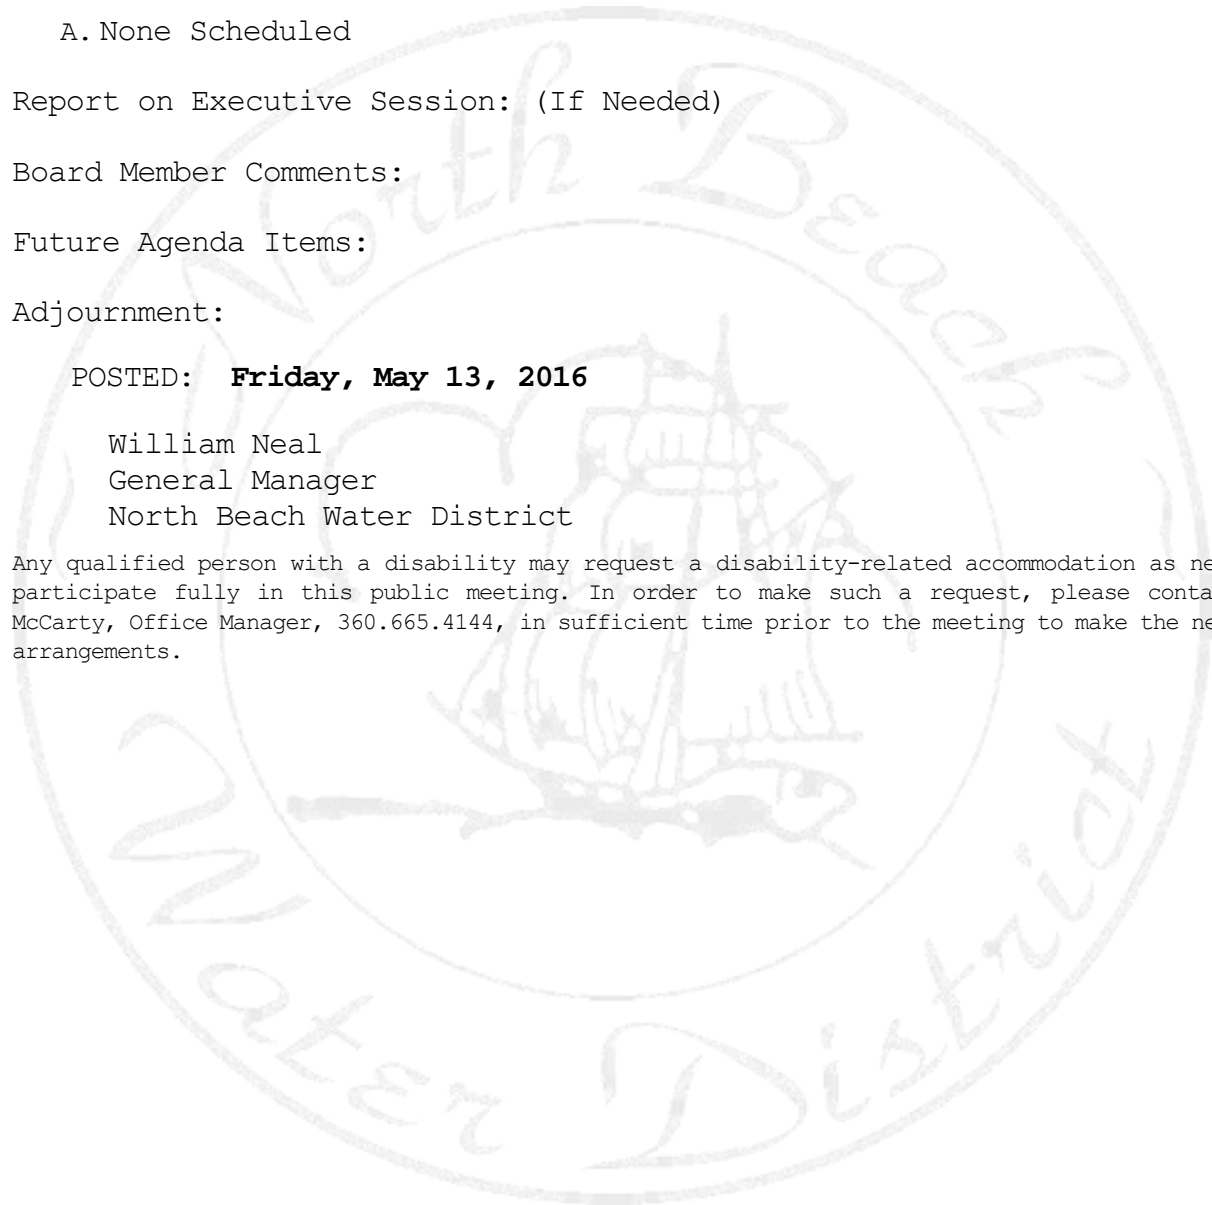 A. None Scheduled
Report on Executive Session: (If Needed)
Board Member Comments:
Future Agenda Items:
Adjournment:
POSTED: Friday, May 13, 2016
William Neal
General Manager
North Beach Water District
Any qualified person with a disability may request a disability-related accommodation as ne
participate fully in this public meeting. In order to make such a request, please conta
McCarty, Office Manager, 360.665.4144, in sufficient time prior to the meeting to make the ne
arrangements.
North Beach
Water District